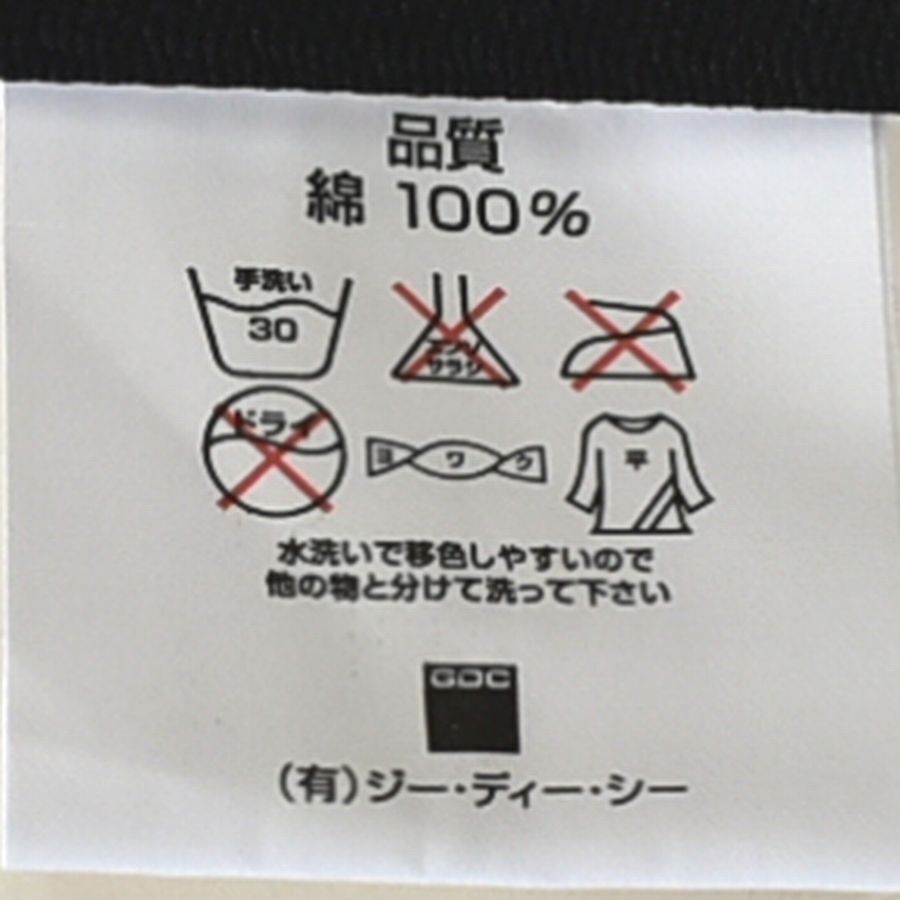 品質
綿 100%
手洗い
30
エンソ
サラシ
ドライ
ヨワク
平
水洗いで移色しやすいので
他の物と分けて洗って下さい
GDC
(有)ジー・ディー・シー